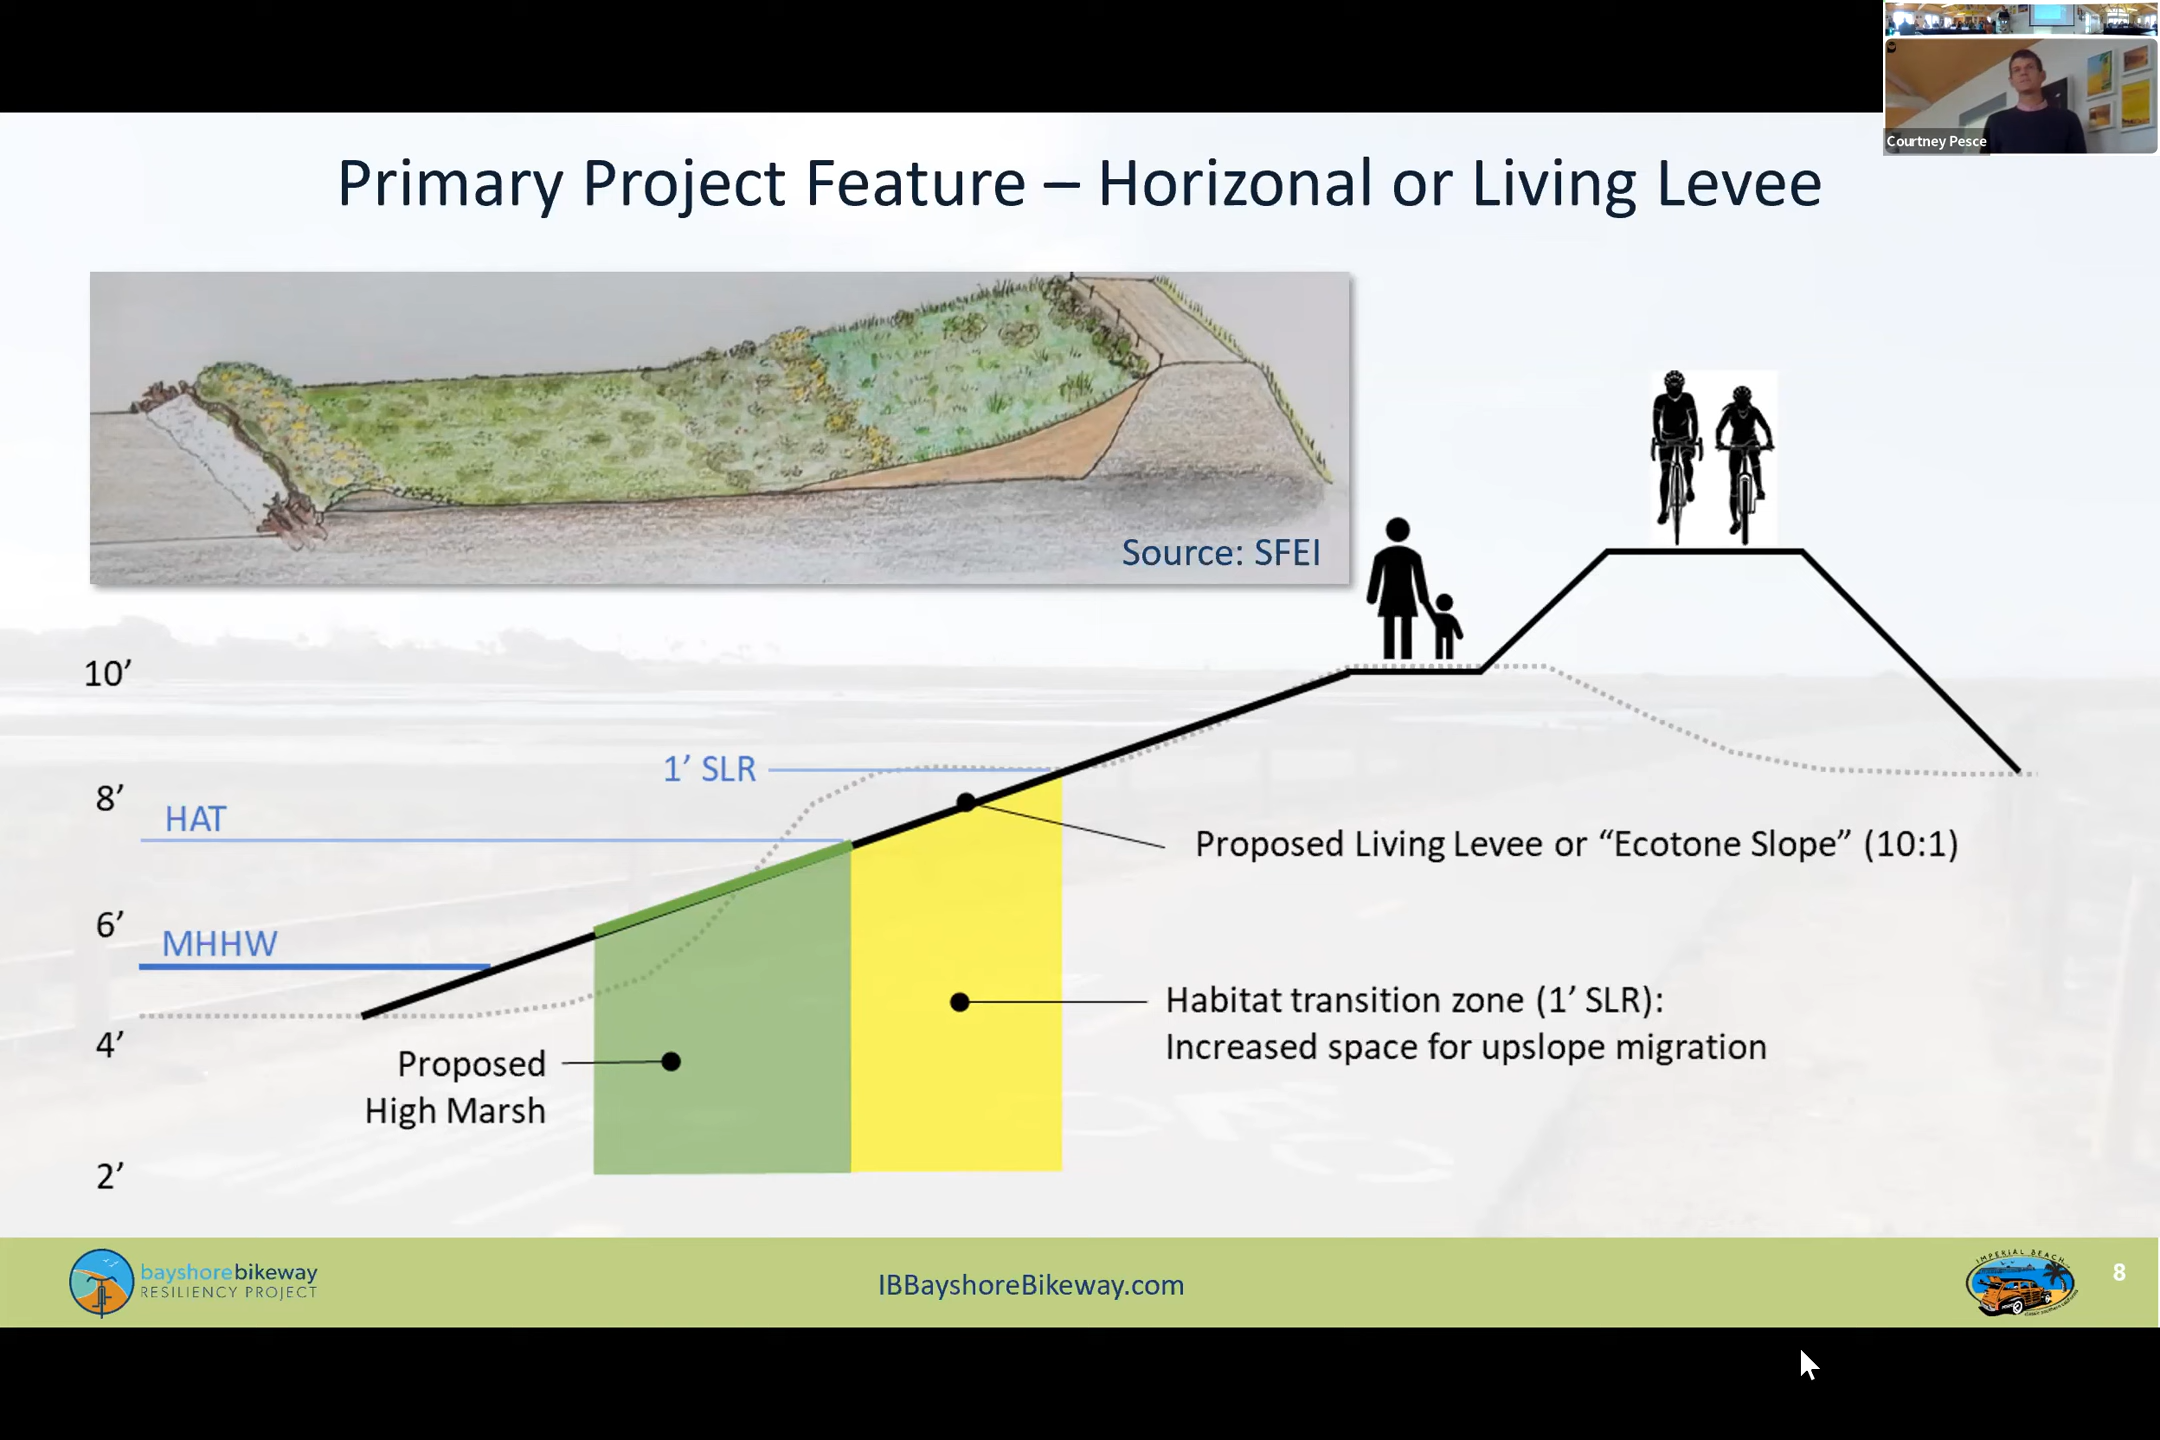 Courtney Pesce
Primary Project Feature – Horizonal or Living Levee
Source: SFEI
10’
8’
6’
4’
2’
1’ SLR
HAT
MHHW
Proposed Living Levee or “Ecotone Slope” (10:1)
Habitat transition zone (1’ SLR):
Increased space for upslope migration
Proposed
High Marsh
bayshorebikeway
RESILIENCY PROJECT
IBBayshoreBikeway.com
IMPERIAL BEACH
8